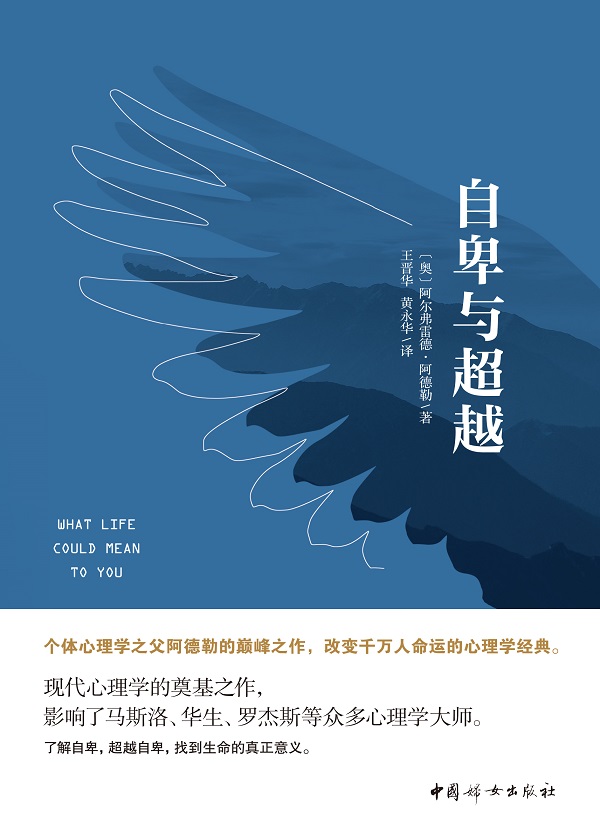 自卑与超越
〔奥〕阿尔弗雷德·阿德勒\著
王晋华 黄永华\译
WHAT LIFE
COULD MEAN
TO YOU
个体心理学之父阿德勒的巅峰之作，改变千万人命运的心理学经典。
现代心理学的奠基之作，
影响了马斯洛、华生、罗杰斯等众多心理学大师。
了解自卑，超越自卑，找到生命的真正意义。
中国妇女出版社